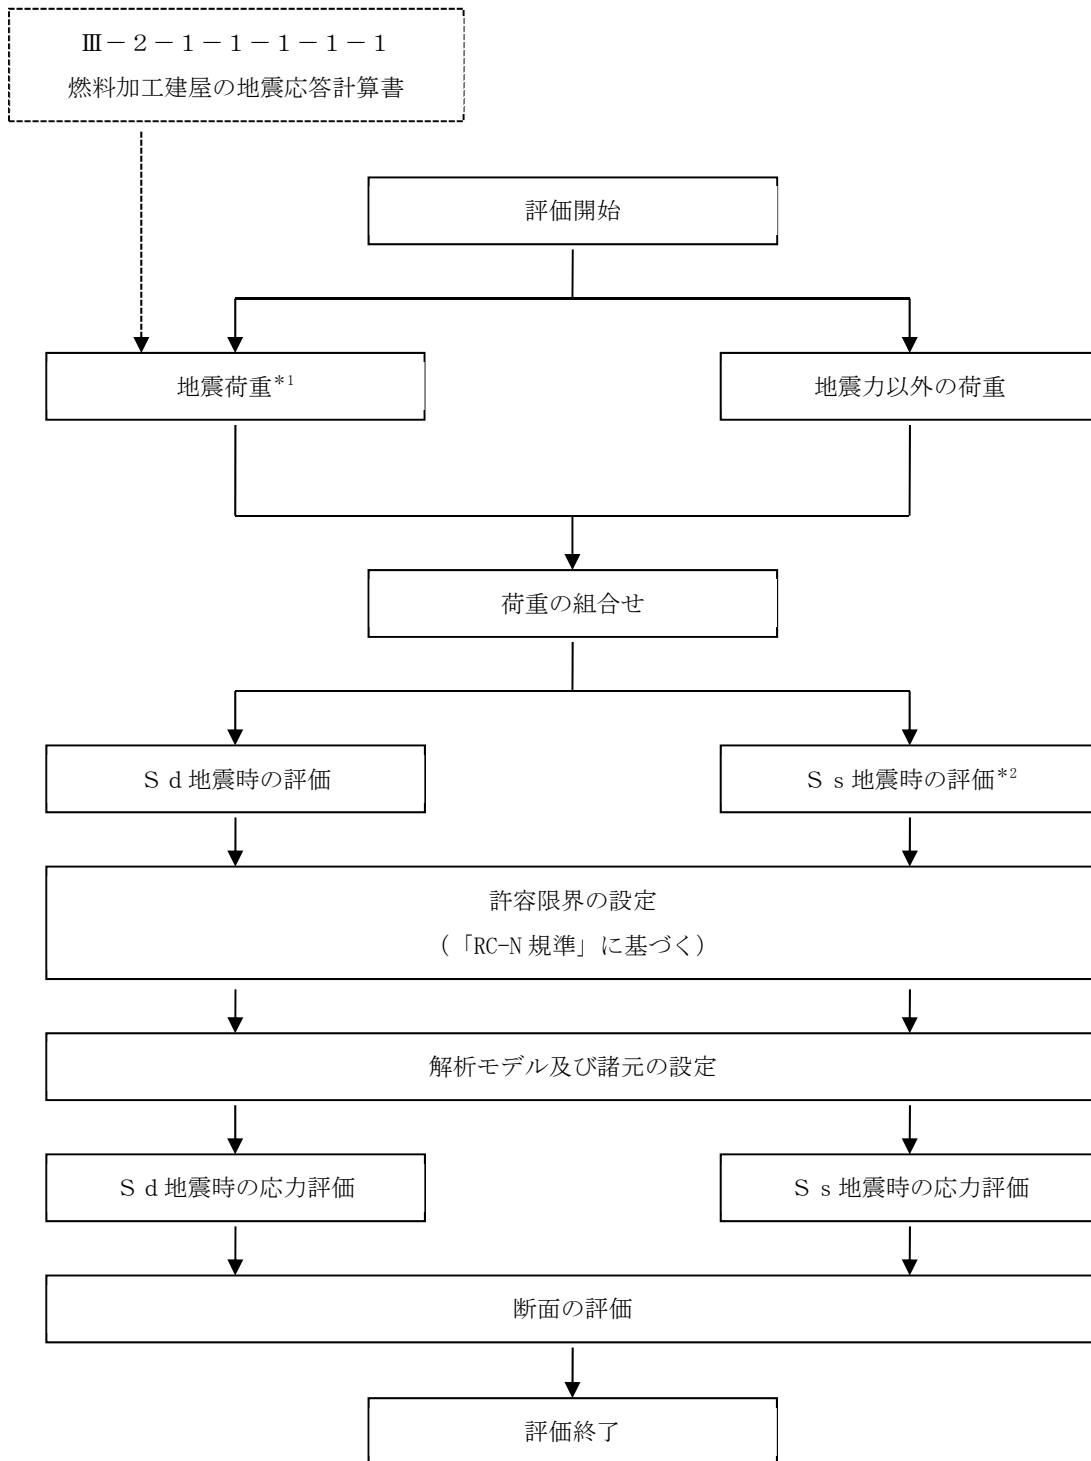 Ⅲ－２－１－１－１－１－１
燃料加工建屋の地震応答計算書
評価開始
地震荷重*1
地震力以外の荷重
荷重の組合せ
Ｓｄ地震時の評価
Ｓｓ地震時の評価*2
許容限界の設定
（「RC-N 規準」に基づく）
解析モデル及び諸元の設定
Ｓｄ地震時の応力評価
Ｓｓ地震時の応力評価
断面の評価
評価終了